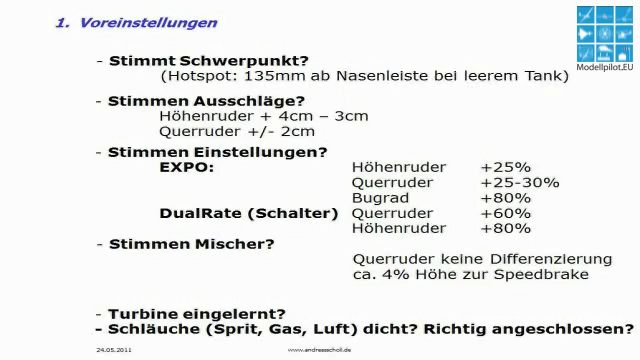 1. Voreinstellungen
Modellpilot.EU
- Stimmt Schwerpunkt?
(Hotspot: 135mm ab Nasenleiste bei leerem Tank)
- Stimmen Ausschläge?
Höhenruder + 4cm – 3cm
Querruder +/- 2cm
- Stimmen Einstellungen?
EXPO: Höhenruder +25%
Querruder +25-30%
Bugrad +80%
DualRate (Schalter) Querruder +60%
Höhenruder +80%
- Stimmen Mischer?
Querruder keine Differenzierung
ca. 4% Höhe zur Speedbrake
- Turbine eingelernt?
- Schläuche (Sprit, Gas, Luft) dicht? Richtig angeschlossen?
24.05.2011 www.andreasscholl.de